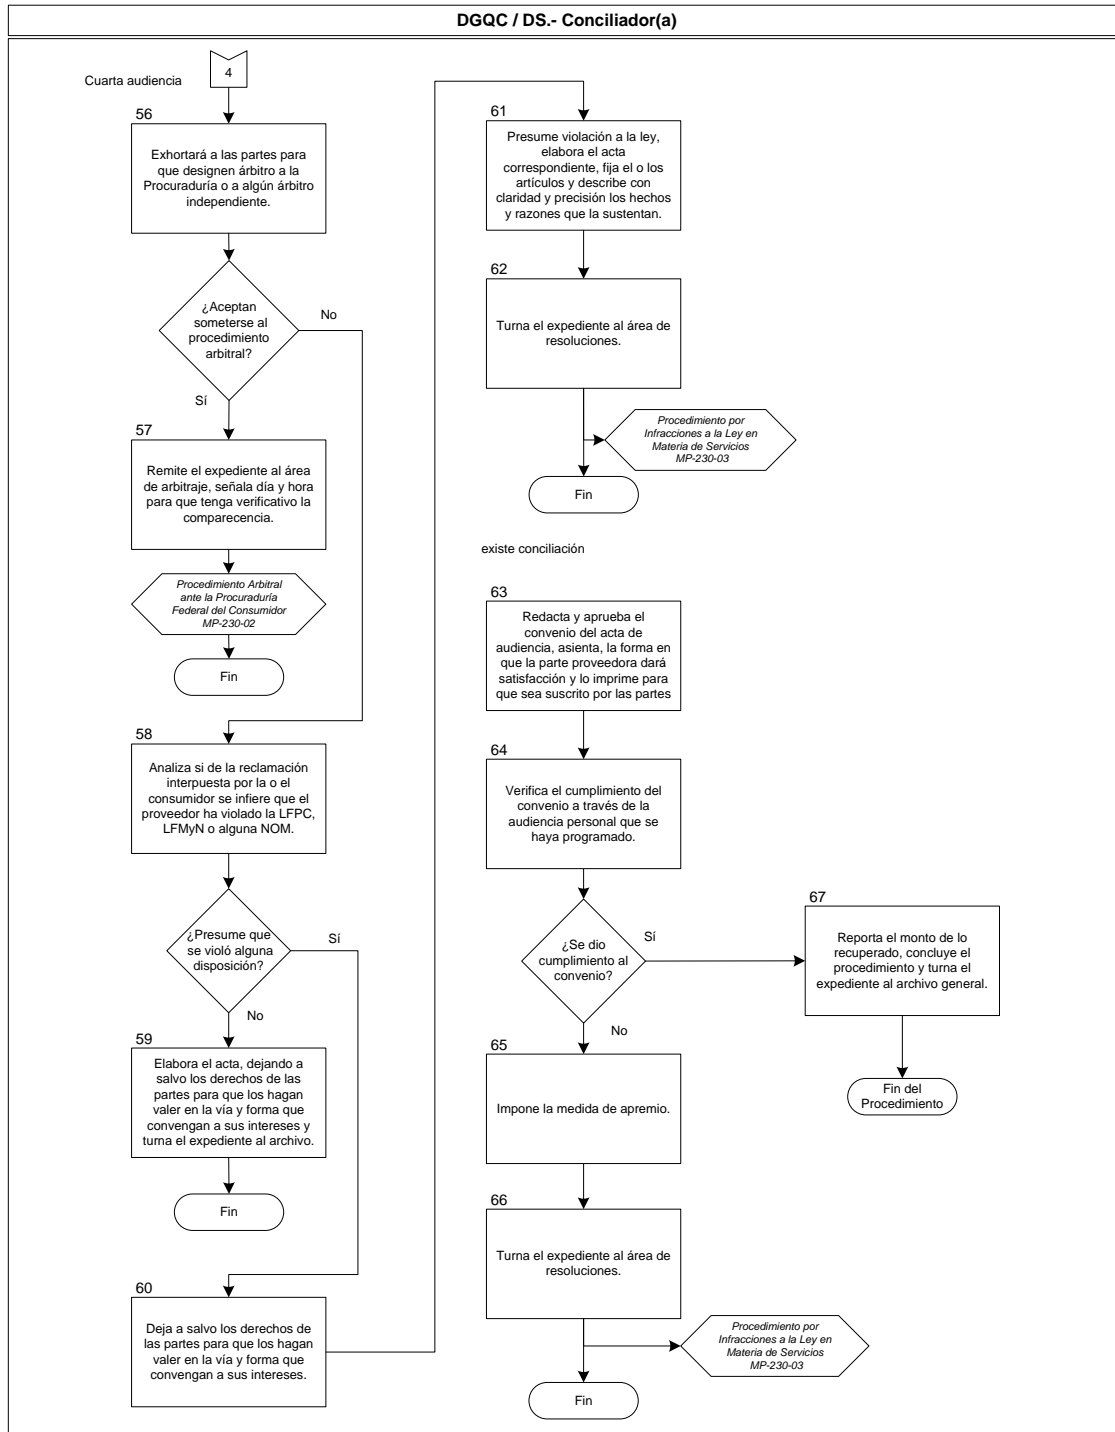 DGQC / DS.- Conciliador(a)
Cuarta audiencia
4
56
Exhortará a las partes para
que designen árbitro a la
Procuraduría o a algún árbitro
independiente.
¿Aceptan
someterse al
procedimiento
arbitral?
No
Sí
57
Remite el expediente al área
de arbitraje, señala día y hora
para que tenga verificativo la
comparecencia.
Procedimiento Arbitral
ante la Procuraduría
Federal del Consumidor
MP-230-02
Fin
58
Analiza si de la reclamación
interpuesta por la o el
consumidor se infiere que el
proveedor ha violado la LFPC,
LFMyN o alguna NOM.
¿Presume que
se violó alguna
disposición?
Sí
No
59
Elabora el acta, dejando a
salvo los derechos de las
partes para que los hagan
valer en la vía y forma que
convengan a sus intereses y
turna el expediente al archivo.
Fin
60
Deja a salvo los derechos de
las partes para que los hagan
valer en la vía y forma que
convengan a sus intereses.
61
Presume violación a la ley,
elabora el acta
correspondiente, fija el o los
artículos y describe con
claridad y precisión los hechos
y razones que la sustentan.
62
Turna el expediente al área de
resoluciones.
Procedimiento por
Infracciones a la Ley en
Materia de Servicios
MP-230-03
Fin
existe conciliación
63
Redacta y aprueba el
convenio del acta de
audiencia, asienta, la forma en
que la parte proveedora dará
satisfacción y lo imprime para
que sea suscrito por las partes
64
Verifica el cumplimiento del
convenio a través de la
audiencia personal que se
haya programado.
¿Se dio
cumplimiento al
convenio?
Sí
No
65
Impone la medida de apremio.
66
Turna el expediente al área de
resoluciones.
Procedimiento por
Infracciones a la Ley en
Materia de Servicios
MP-230-03
Fin
67
Reporta el monto de lo
recuperado, concluye el
procedimiento y turna el
expediente al archivo general.
Fin del
Procedimiento